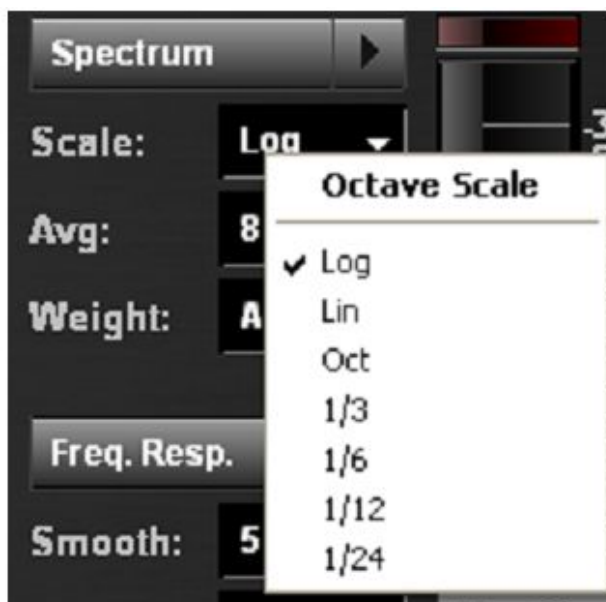 Spectrum
Scale: Log
Octave Scale
Avg: 8
Log
Weight: A
Lin
Oct
1/3
Freq. Resp.
1/6
1/12
Smooth: 5
1/24